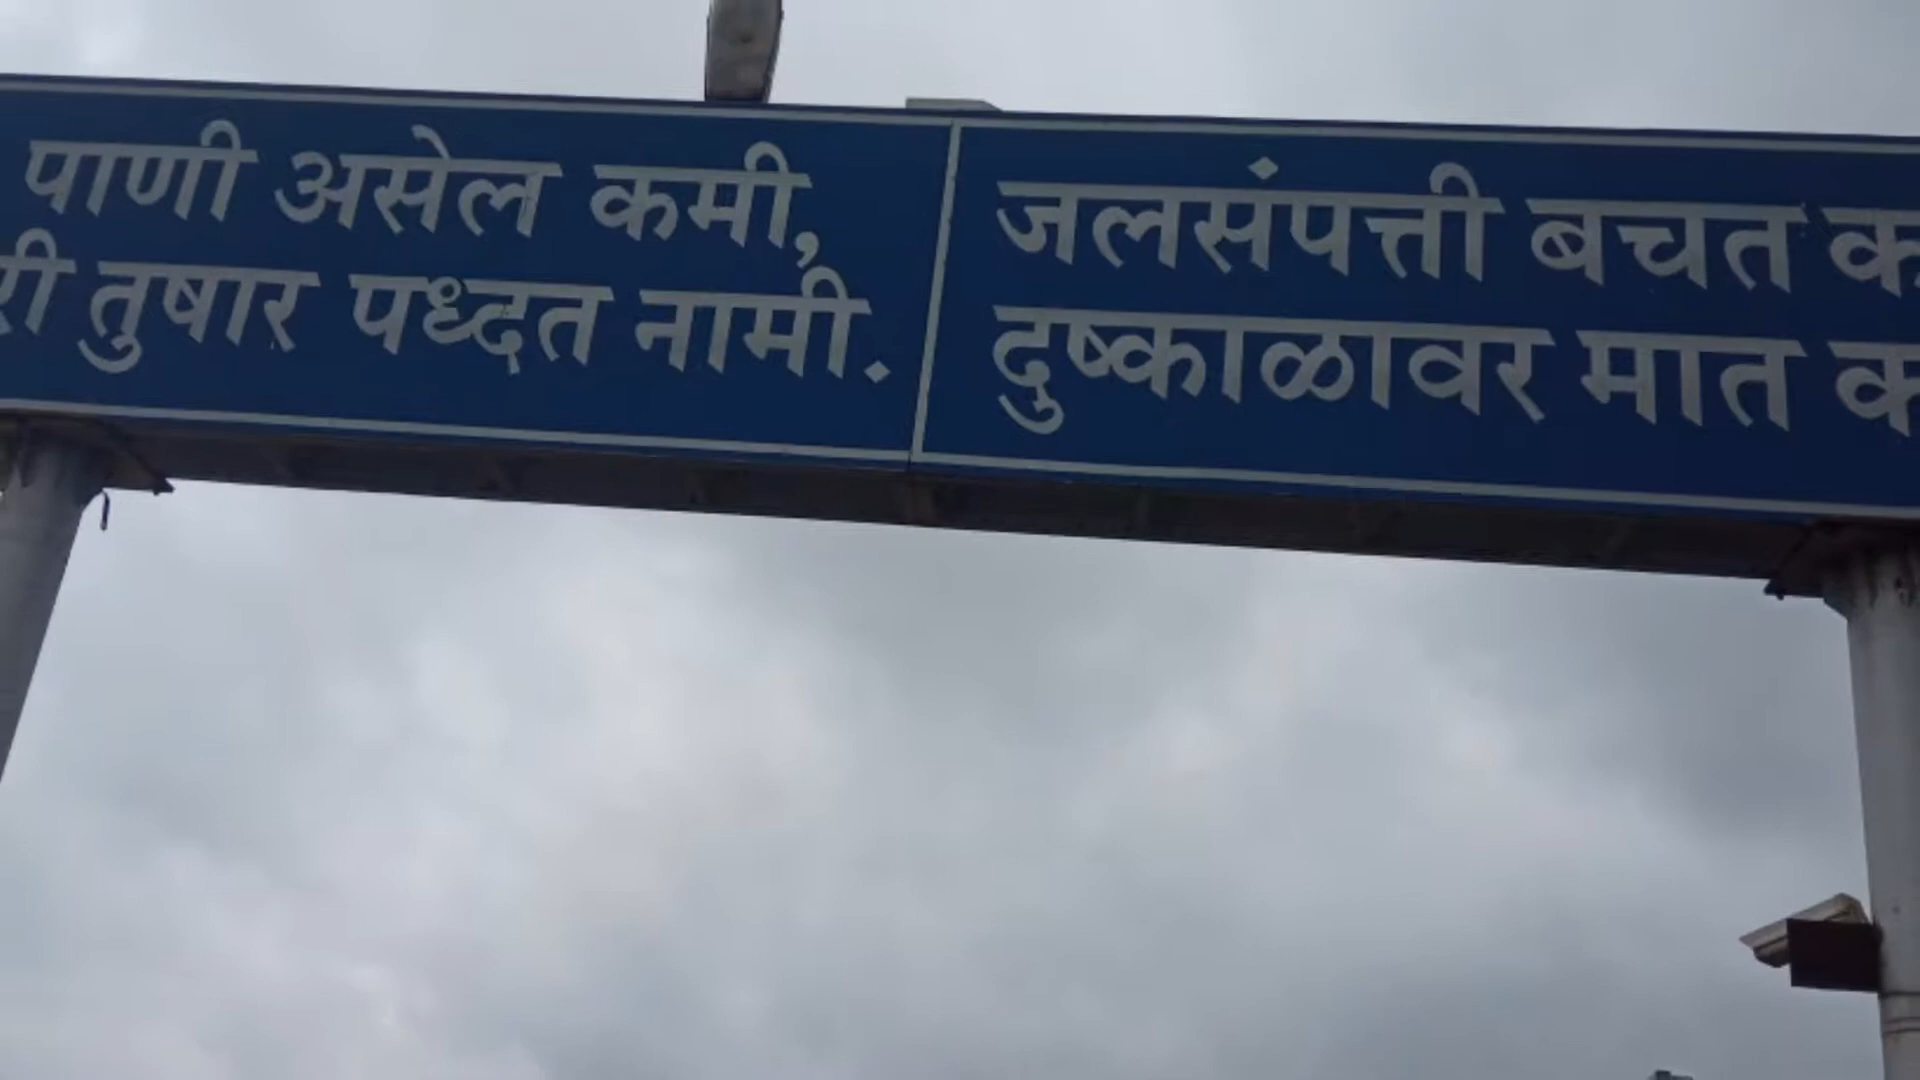 पाणी असेल कमी,
तुषार पध्दत नामी.
जलसंपत्ती बचत
दुष्काळावर मात